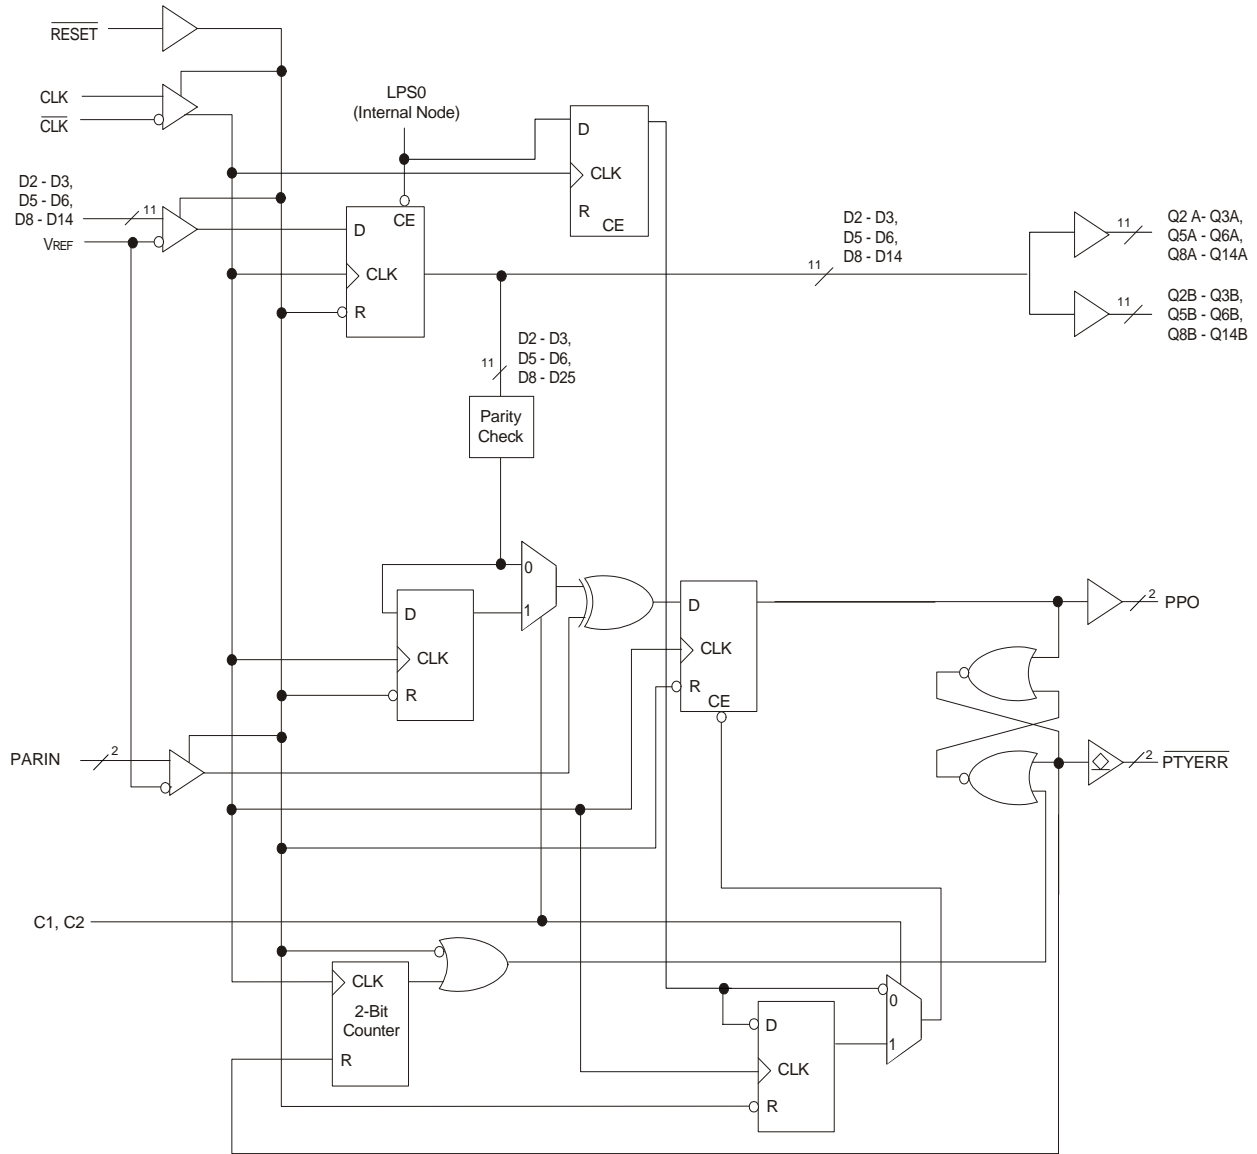 RESET
CLK
CLK
LPS0
(Internal Node)
D
CLK
R
CE
D2 - D3,
D5 - D6,
D8 - D14
11
VREF
CE
D
CLK
R
D2 - D3,
D5 - D6,
D8 - D14
11
11
Q2 A- Q3A,
Q5A - Q6A,
Q8A - Q14A
11
Q2B - Q3B,
Q5B - Q6B,
Q8B - Q14B
11
D2 - D3,
D5 - D6,
D8 - D25
Parity
Check
0
1
D
CLK
R
D
CLK
R
CE
2
PPO
PARIN
2
2
PTYERR
C1, C2
CLK
2-Bit
Counter
R
0
1
D
CLK
R